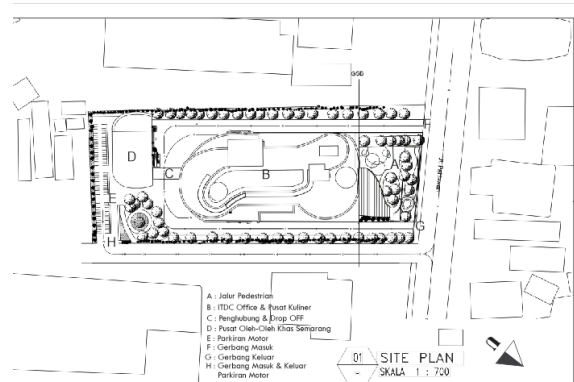 GSB
F
D
C
B
E
G
H
A : Jalur Pedestrian
B : ITDC Office & Pusat Kuliner
C : Penghubung & Drop OFF
D : Pusat Oleh-Oleh Khas Semarang
E : Parkiran Motor
F : Gerbang Masuk
G : Gerbang Keluar
H : Gerbang Masuk & Keluar
Parkiran Motor
01 SITE PLAN
- SKALA 1 : 700